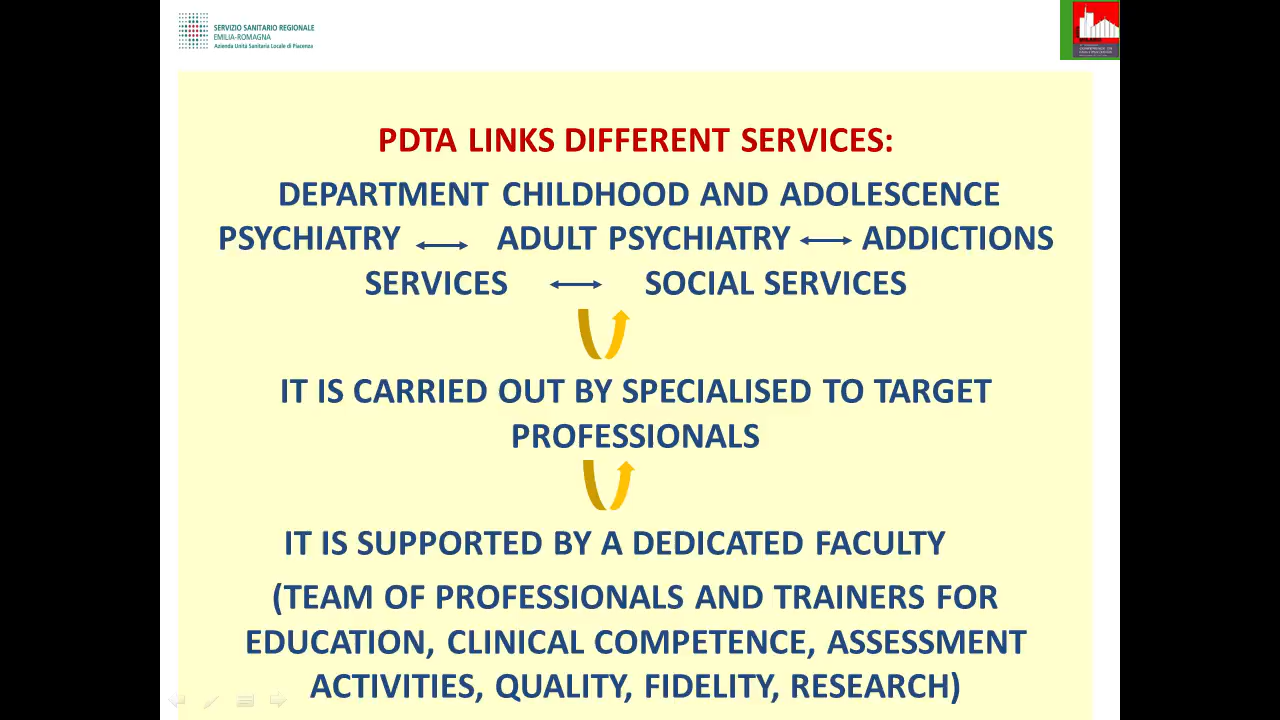 SERVIZIO SANITARIO REGIONALE
EMILIA-ROMAGNA
Azienda Unità Sanitaria Locale di Piacenza
PDTA LINKS DIFFERENT SERVICES:
DEPARTMENT CHILDHOOD AND ADOLESCENCE
PSYCHIATRY ADULT PSYCHIATRY ADDICTIONS
SERVICES SOCIAL SERVICES
IT IS CARRIED OUT BY SPECIALISED TO TARGET
PROFESSIONALS
IT IS SUPPORTED BY A DEDICATED FACULTY
(TEAM OF PROFESSIONALS AND TRAINERS FOR
EDUCATION, CLINICAL COMPETENCE, ASSESSMENT
ACTIVITIES, QUALITY, FIDELITY, RESEARCH)